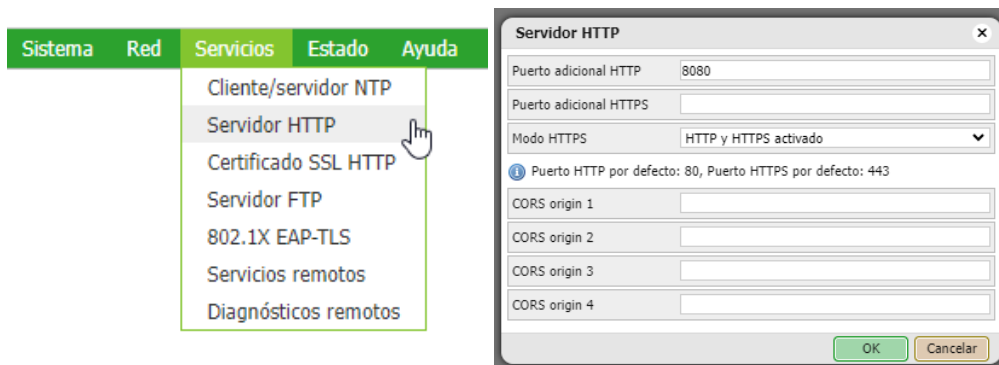 Sistema Red Servicios Estado Ayuda
Cliente/servidor NTP
Servidor HTTP
Certificado SSL HTTP
Servidor FTP
802.1X EAP-TLS
Servicios remotos
Diagnósticos remotos
Servidor HTTP
Puerto adicional HTTP 8080
Puerto adicional HTTPS
Modo HTTPS HTTP y HTTPS activado
Puerto HTTP por defecto: 80, Puerto HTTPS por defecto: 443
CORS origin 1
CORS origin 2
CORS origin 3
CORS origin 4
OK Cancelar